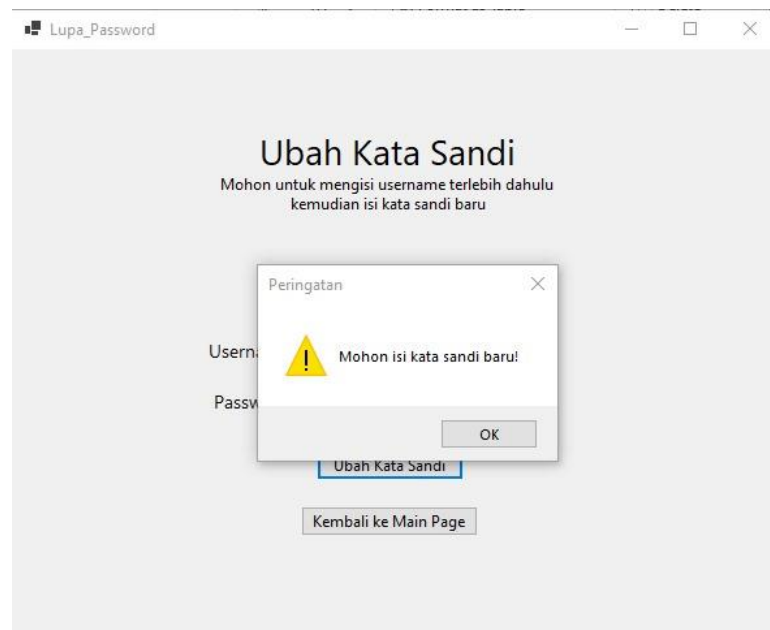 Lupa_Password
Ubah Kata Sandi
Mohon untuk mengisi username terlebih dahulu
kemudian isi kata sandi baru
Peringatan
Mohon isi kata sandi baru!
OK
Ubah Kata Sandi
Kembali ke Main Page